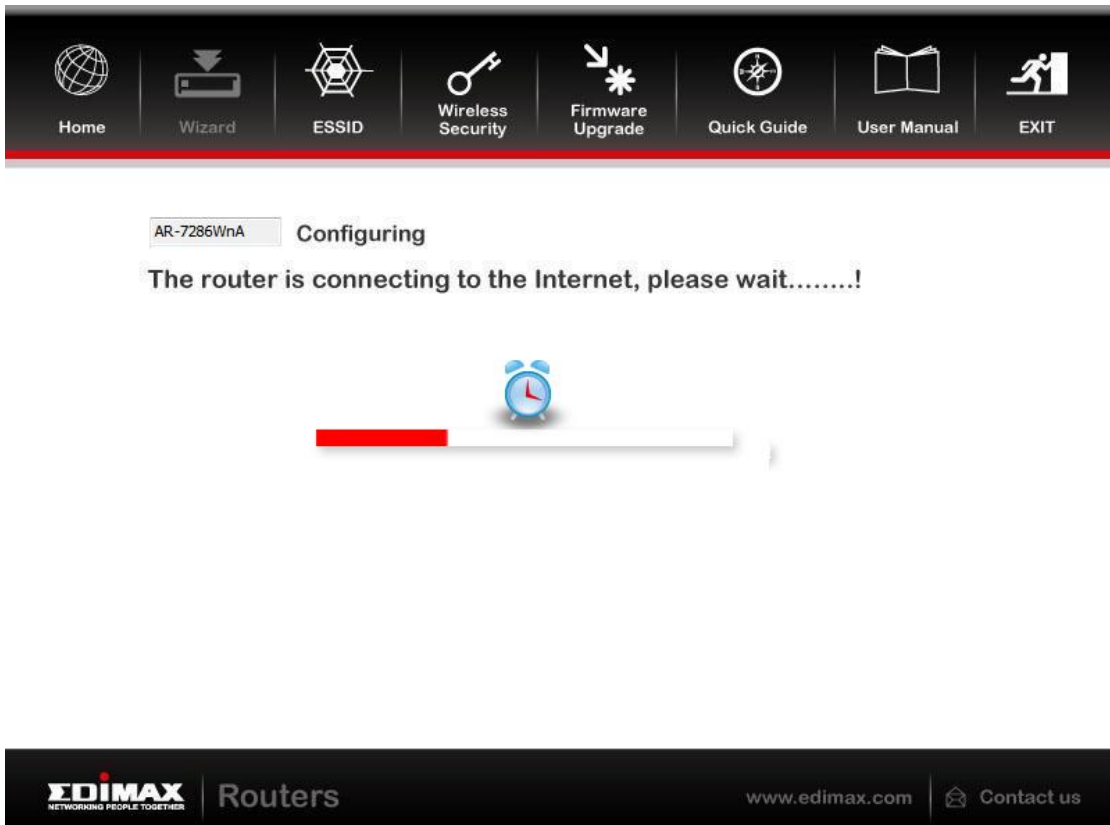 Home
Wizard
ESSID
Wireless
Security
Firmware
Upgrade
Quick Guide
User Manual
EXIT
AR-7286WnA
Configuring
The router is connecting to the Internet, please wait........!
EDIMAX
NETWORKING PEOPLE TOGETHER
Routers
www.edimax.com
Contact us